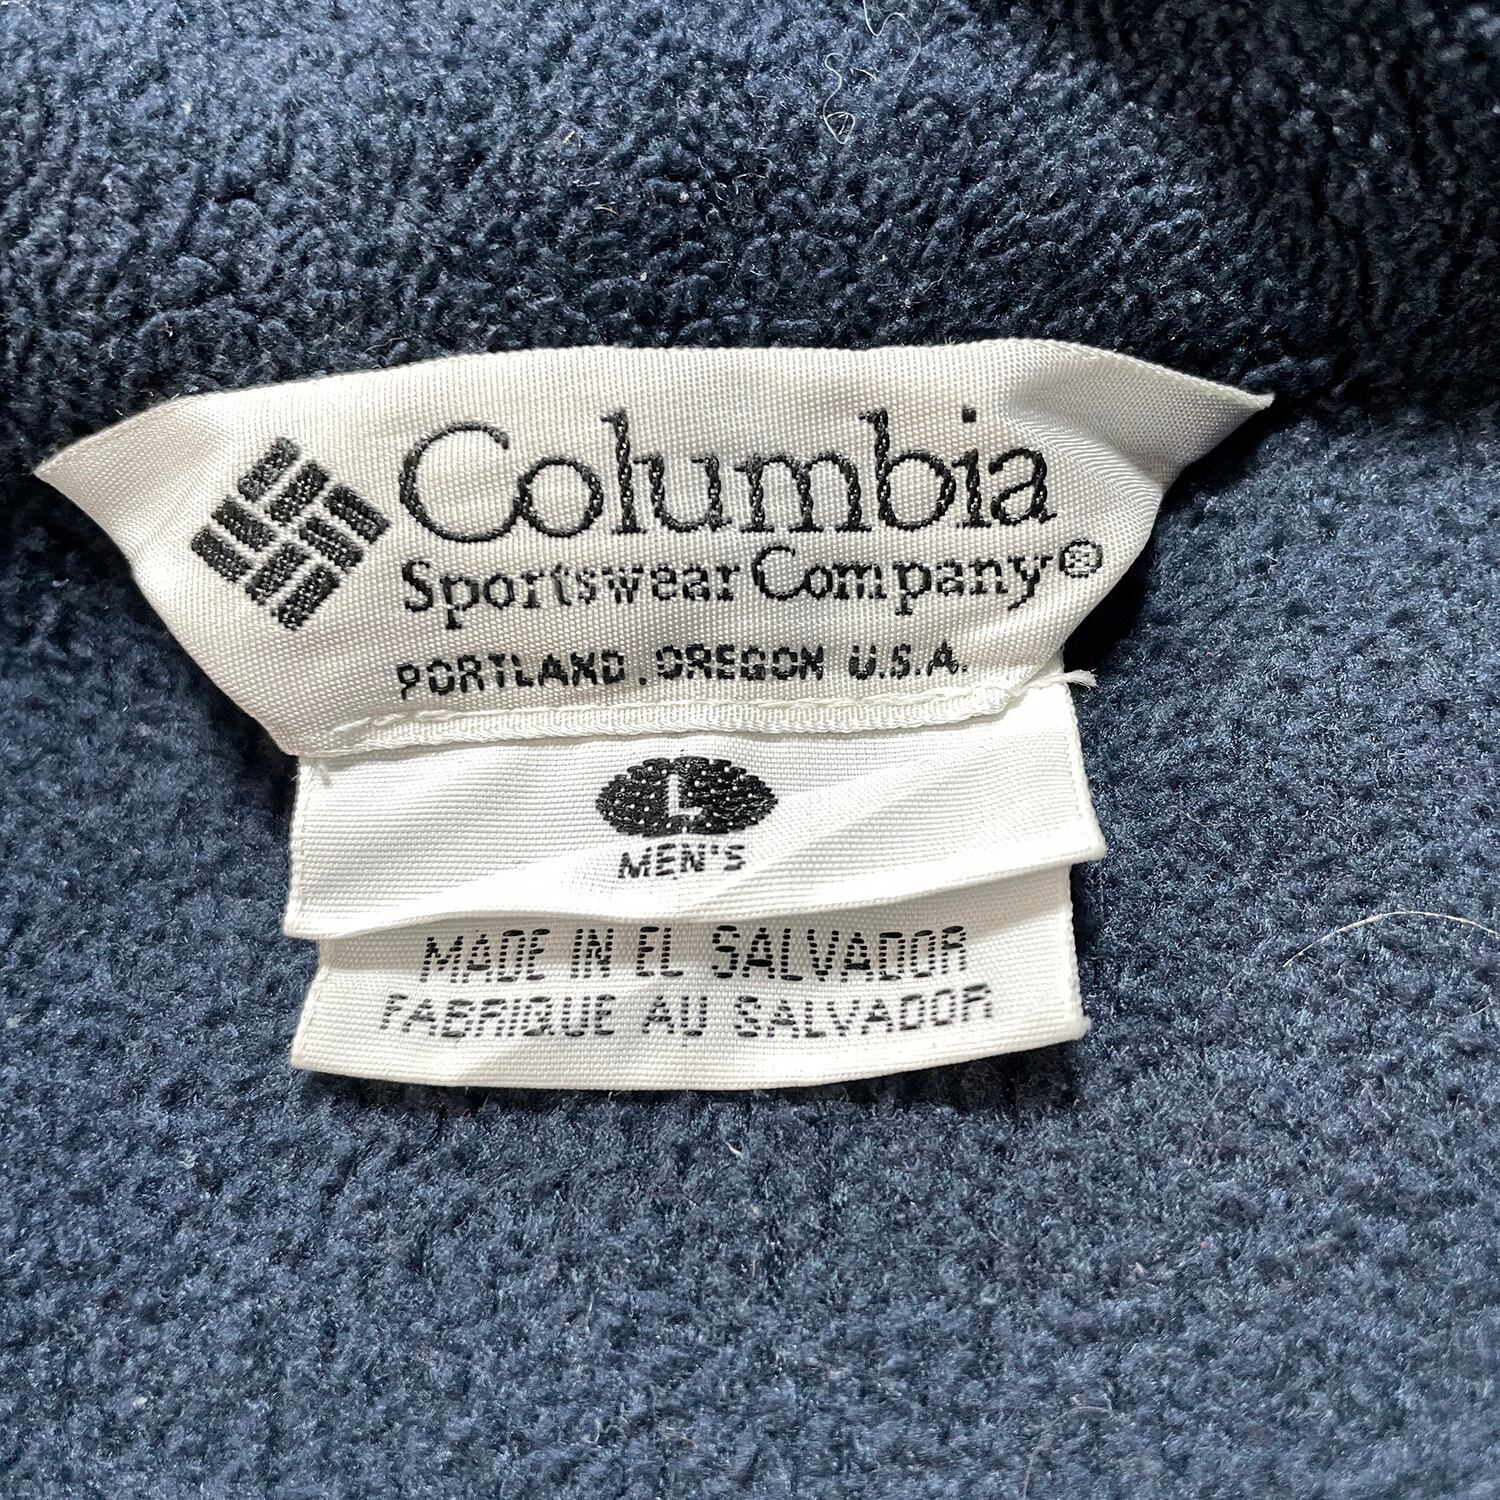 Columbia
Sportswear Company®
PORTLAND, OREGON U.S.A.
L
MEN'S
MADE IN EL SALVADOR
FABRIQUE AU SALVADOR